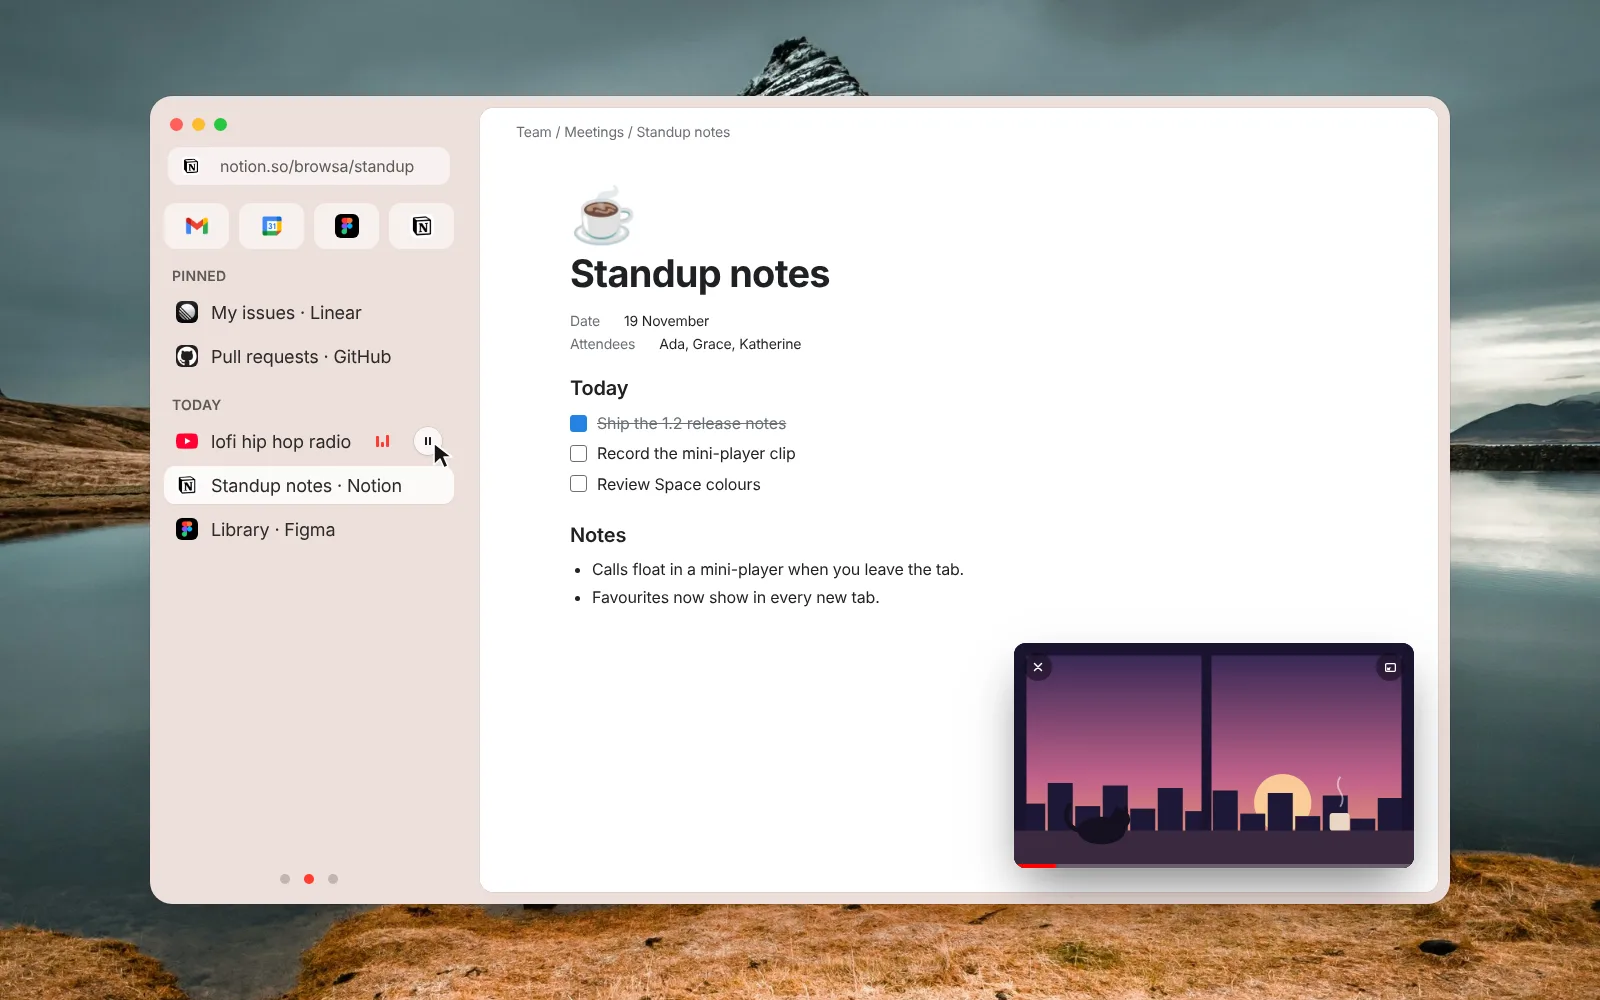 notion.so/browsa/standup
31
PINNED
My issues · Linear
Pull requests · GitHub
TODAY
lofi hip hop radio
Standup notes · Notion
Library · Figma
Team / Meetings / Standup notes
Standup notes
Date 19 November
Attendees Ada, Grace, Katherine
Today
Ship the 1.2 release notes
Record the mini-player clip
Review Space colours
Notes
• Calls float in a mini-player when you leave the tab.
• Favourites now show in every new tab.